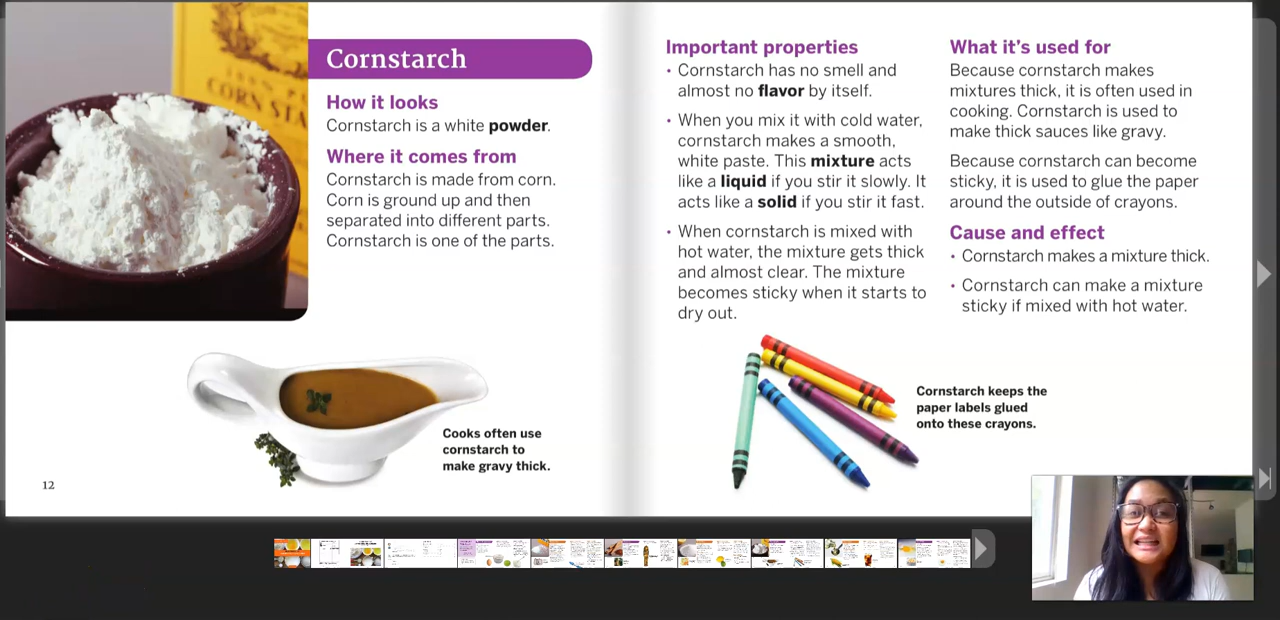 CORN STA
Cornstarch
How it looks
Cornstarch is a white powder.
Where it comes from
Cornstarch is made from corn.
Corn is ground up and then
separated into different parts.
Cornstarch is one of the parts.
Cooks often use
cornstarch to
make gravy thick.
12
Important properties
• Cornstarch has no smell and
almost no flavor by itself.
• When you mix it with cold water,
cornstarch makes a smooth,
white paste. This mixture acts
like a liquid if you stir it slowly. It
acts like a solid if you stir it fast.
• When cornstarch is mixed with
hot water, the mixture gets thick
and almost clear. The mixture
becomes sticky when it starts to
dry out.
What it's used for
Because cornstarch makes
mixtures thick, it is often used in
cooking. Cornstarch is used to
make thick sauces like gravy.
Because cornstarch can become
sticky, it is used to glue the paper
around the outside of crayons.
Cause and effect
• Cornstarch makes a mixture thick.
• Cornstarch can make a mixture
sticky if mixed with hot water.
Cornstarch keeps the
paper labels glued
onto these crayons.